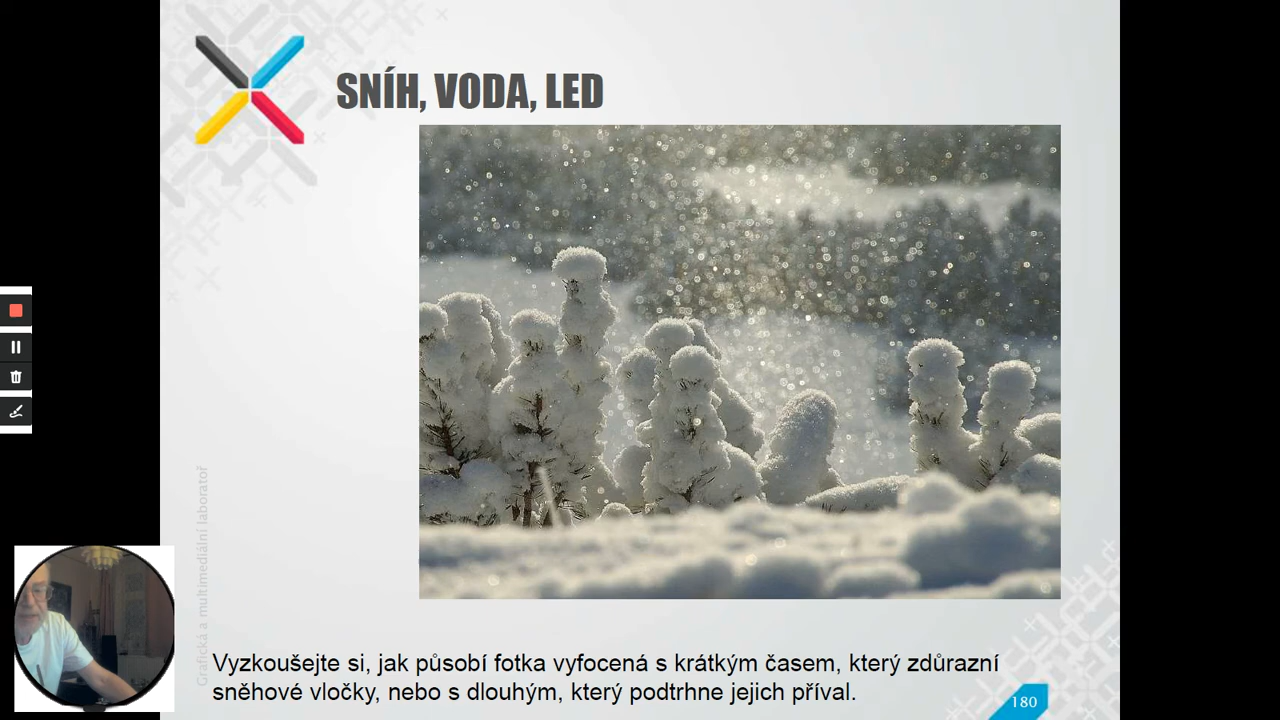 SNÍH, VODA, LED
Grafická a multimediální laboratoř
Vyzkoušejte si, jak působí fotka vyfocená s krátkým časem, který zdůrazní
sněhové vločky, nebo s dlouhým, který podtrhne jejich příval.
180